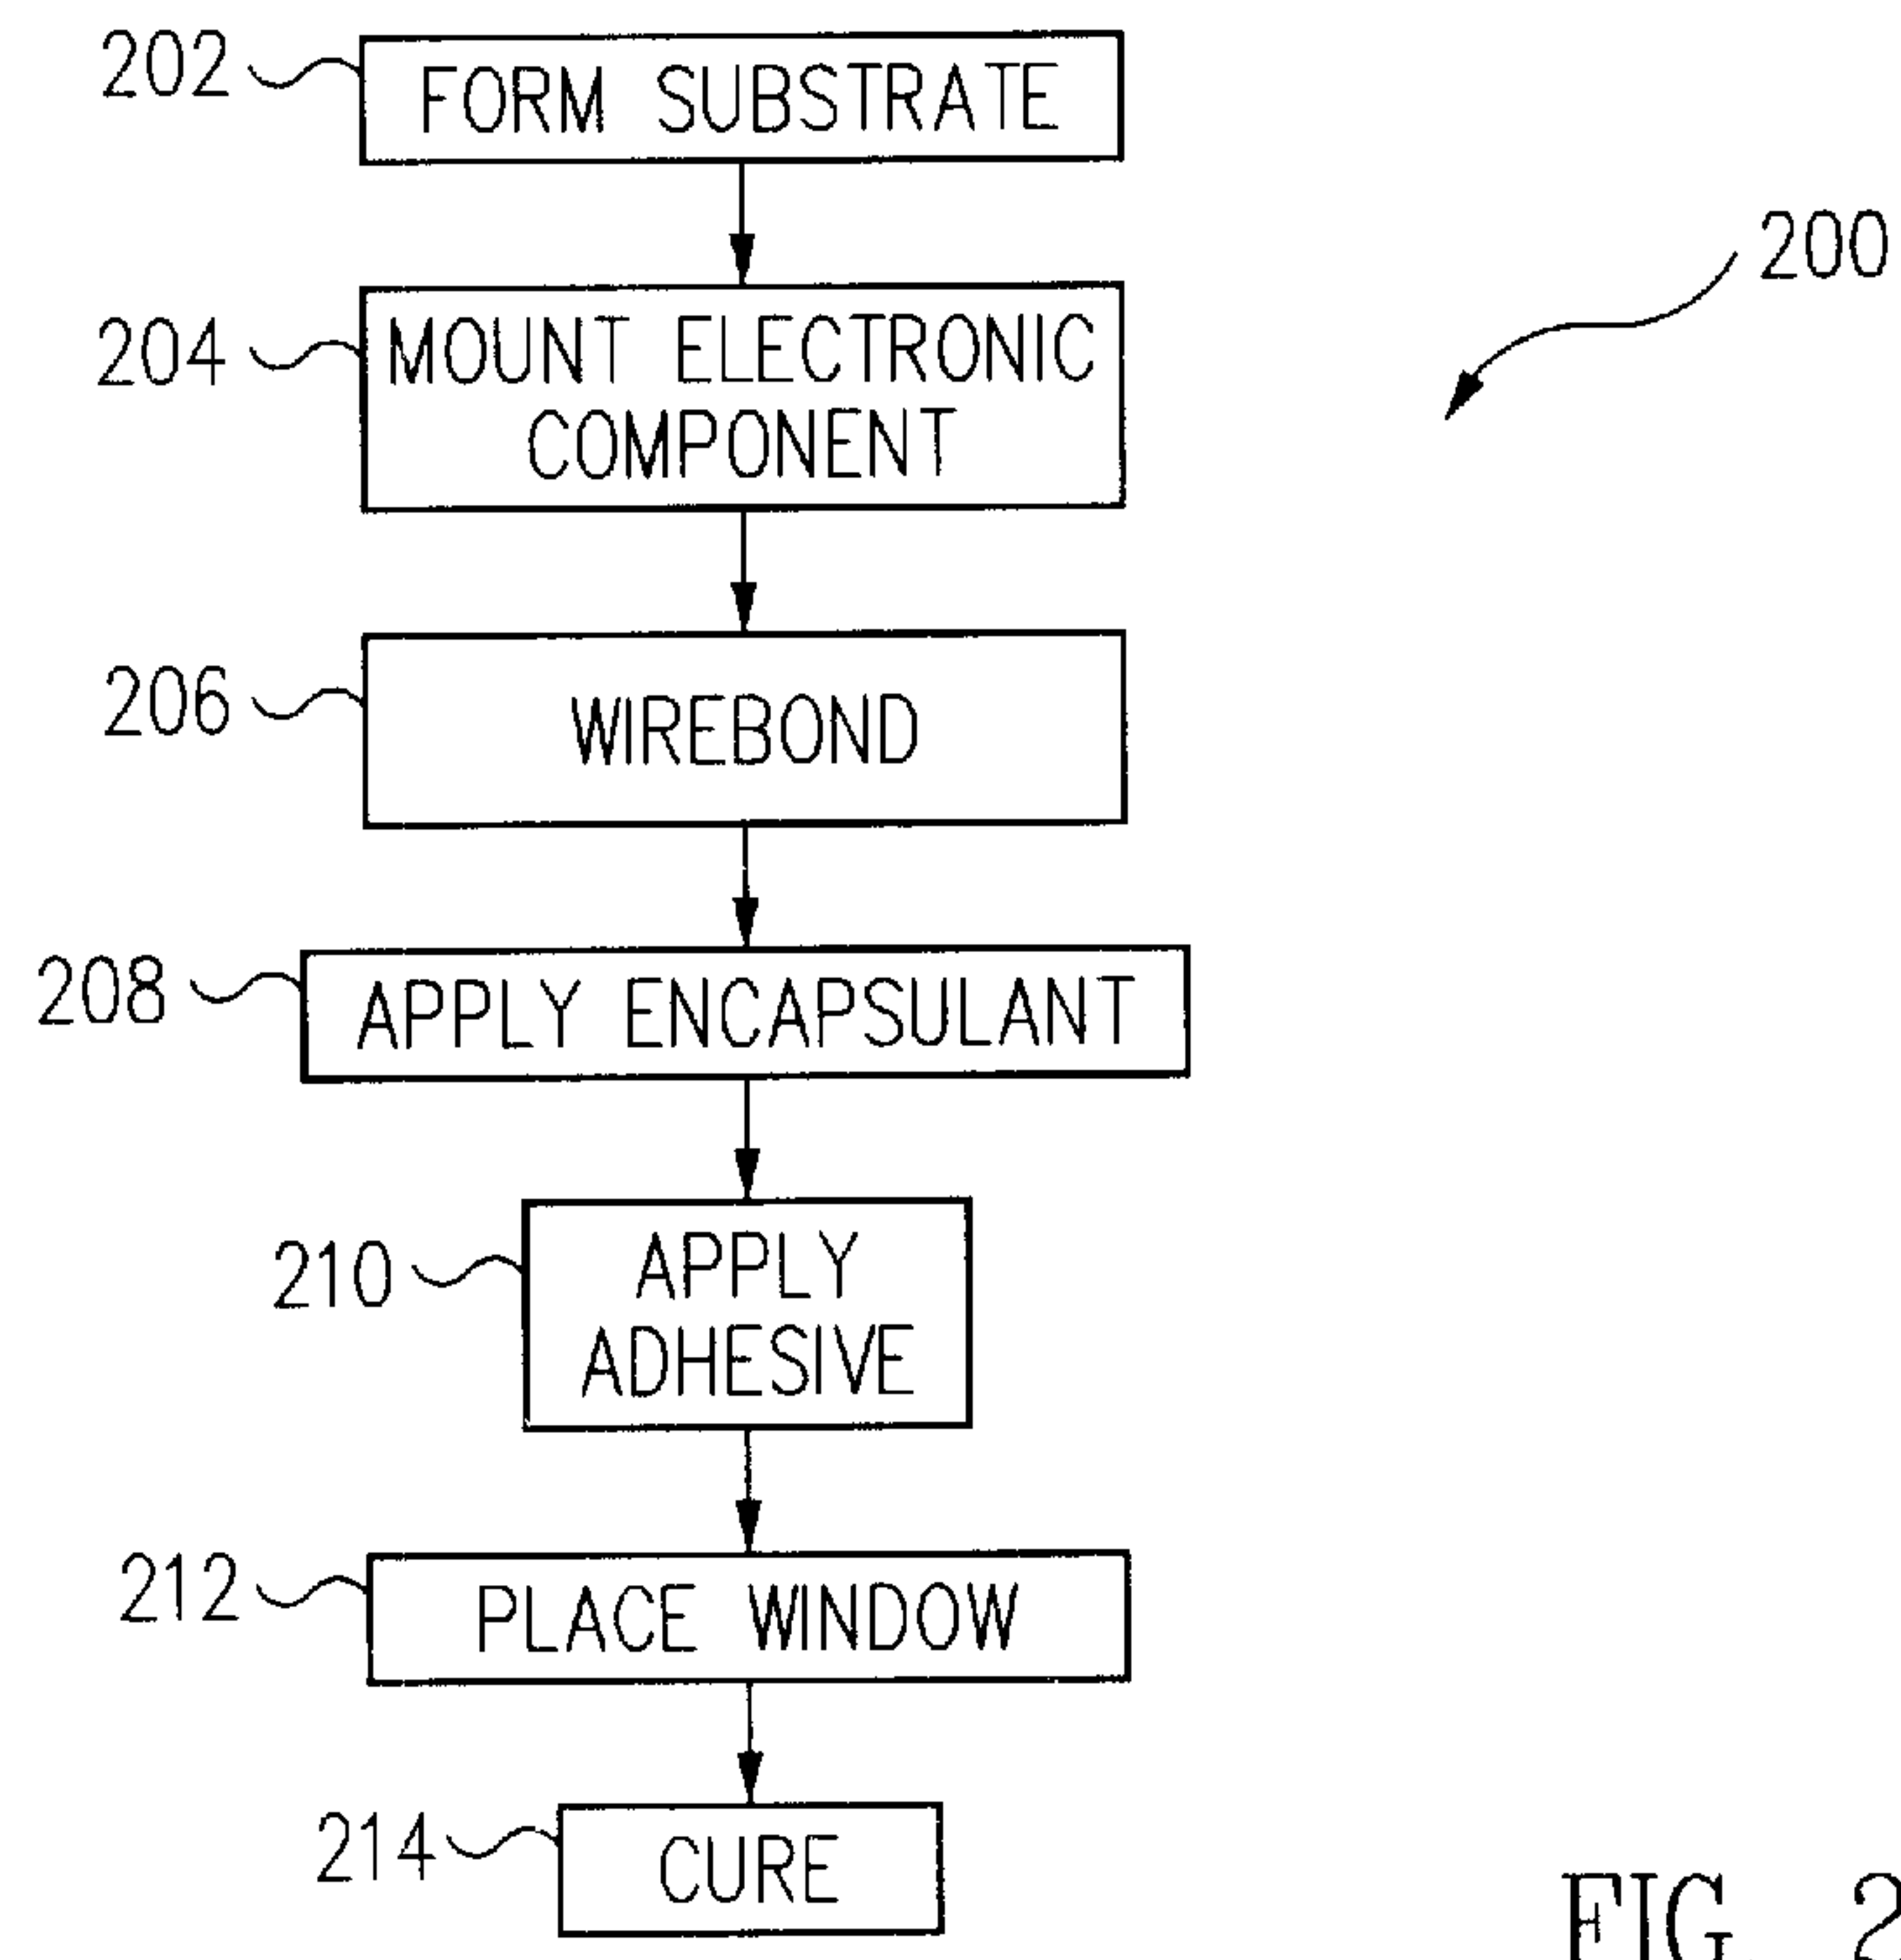 202
FORM SUBSTRATE
200
204
MOUNT ELECTRONIC
COMPONENT
206
WIREBOND
208
APPLY ENCAPSULANT
210
APPLY
ADHESIVE
212
PLACE WINDOW
214
CURE
FIG. 2